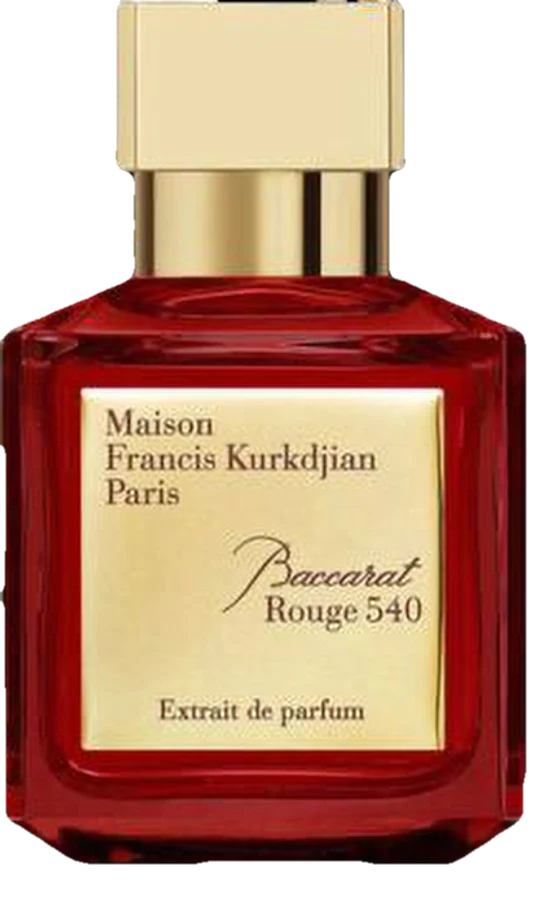 Maison
Francis Kurkdjian
Paris
Baccarat
Rouge 540
Extrait de parfum